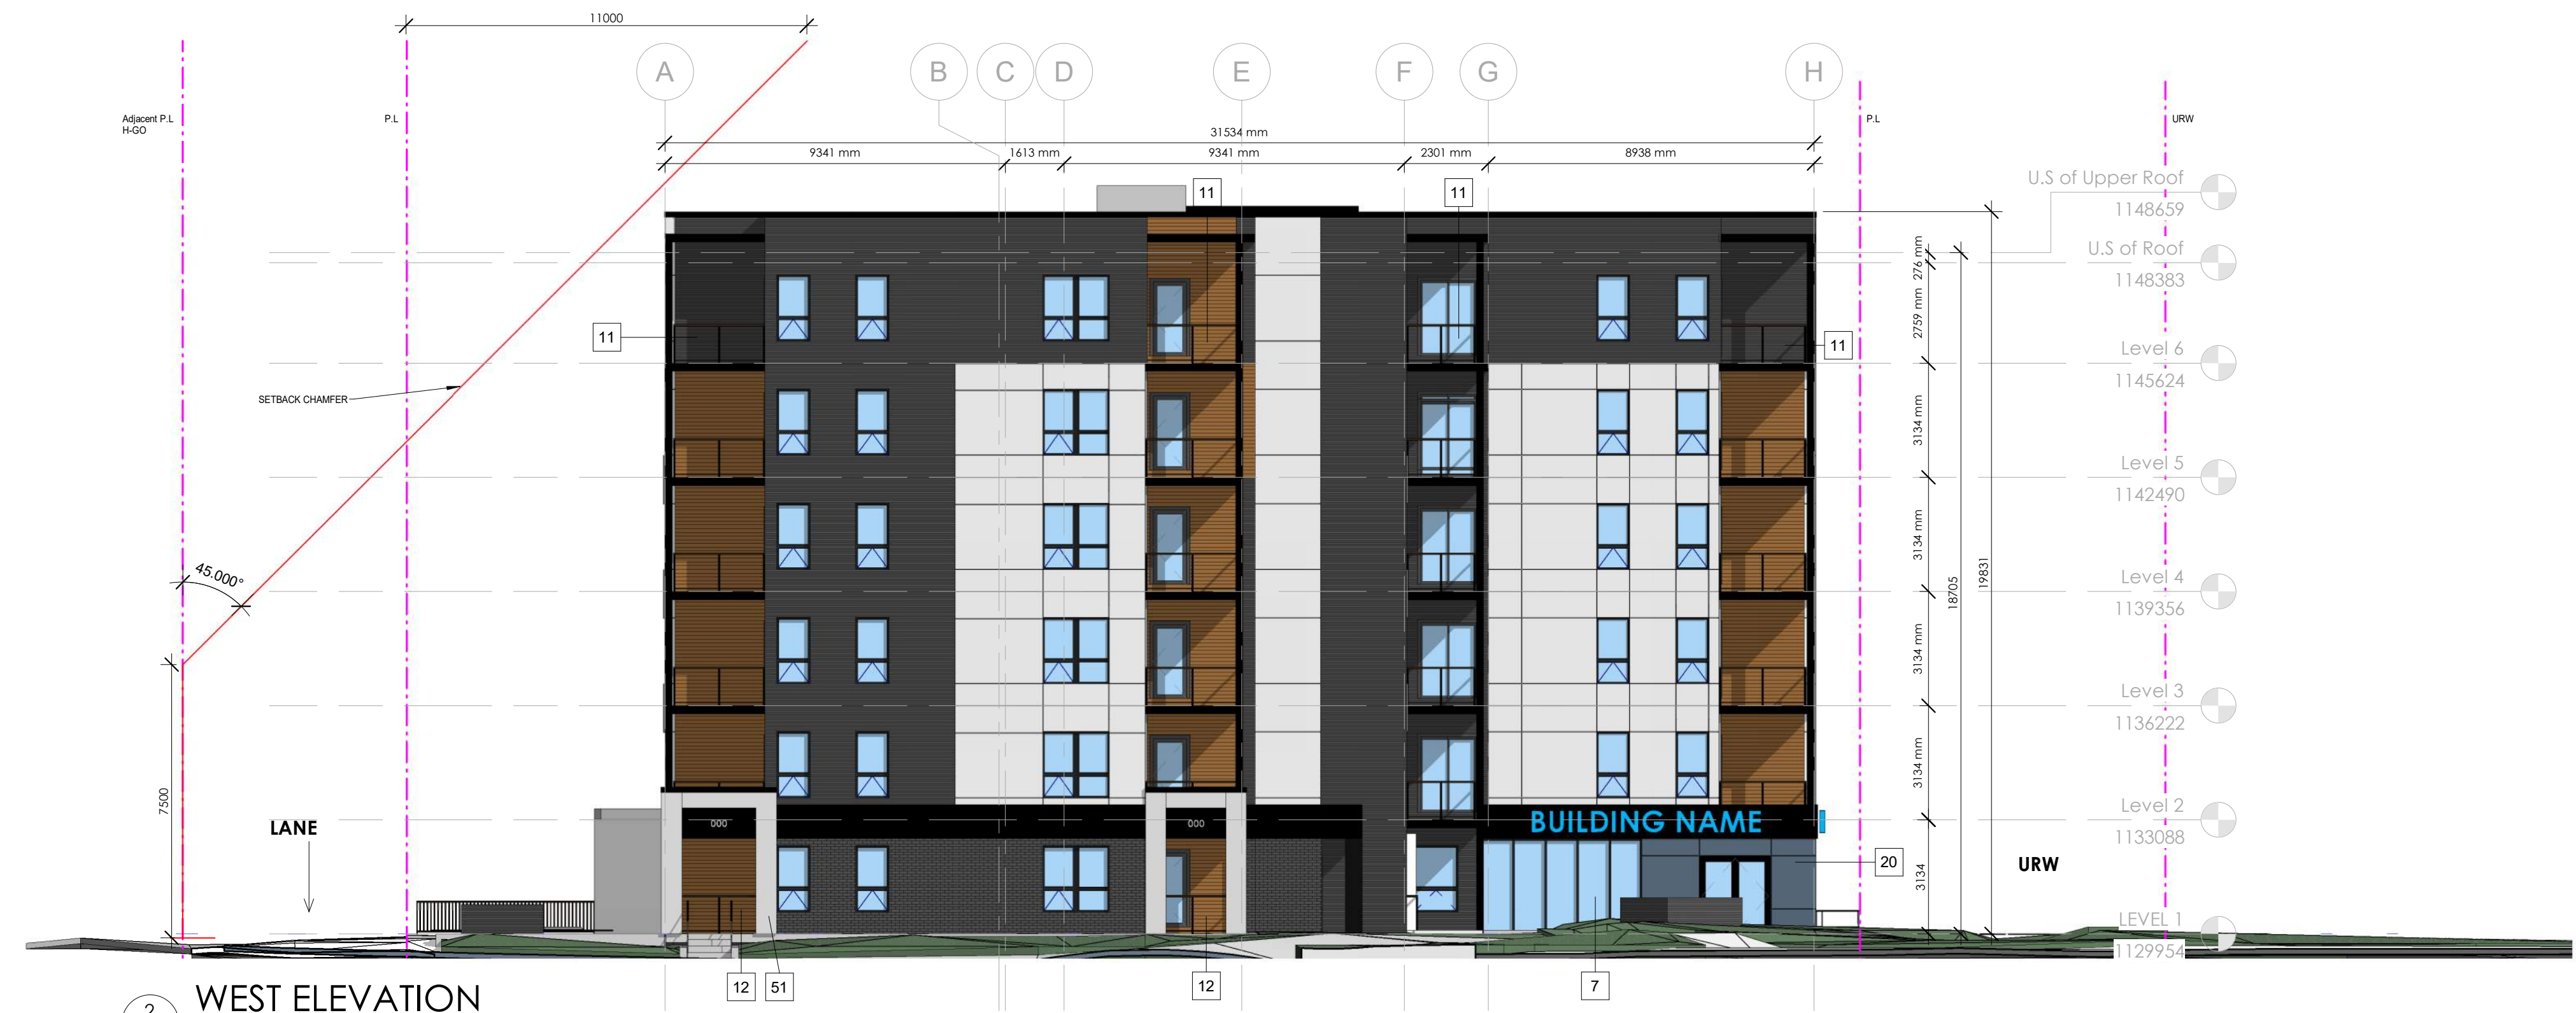 11000
A
B
C
D
E
F
G
H
Adjacent P.L
H-GO
P.L
P.L
URW
31534 mm
9341 mm
1613 mm
9341 mm
2301 mm
8938 mm
U.S of Upper Roof
1148659
11
11
U.S of Roof
1148383
276 mm
2759 mm
11
11
Level 6
1145624
SETBACK CHAMFER
3134 mm
Level 5
1142490
3134 mm
45.000°
18705
19831
Level 4
1139356
3134 mm
Level 3
1136222
3134 mm
7500
LANE
000
000
BUILDING NAME
Level 2
1133088
20
URW
3134
LEVEL 1
1129954
12
51
12
7
2
WEST ELEVATION